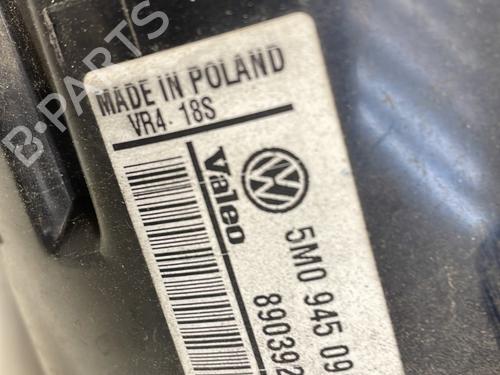 B-PARTS
MADE IN POLAND
VR4. 18S
Valeo
5M0 945 09
890392